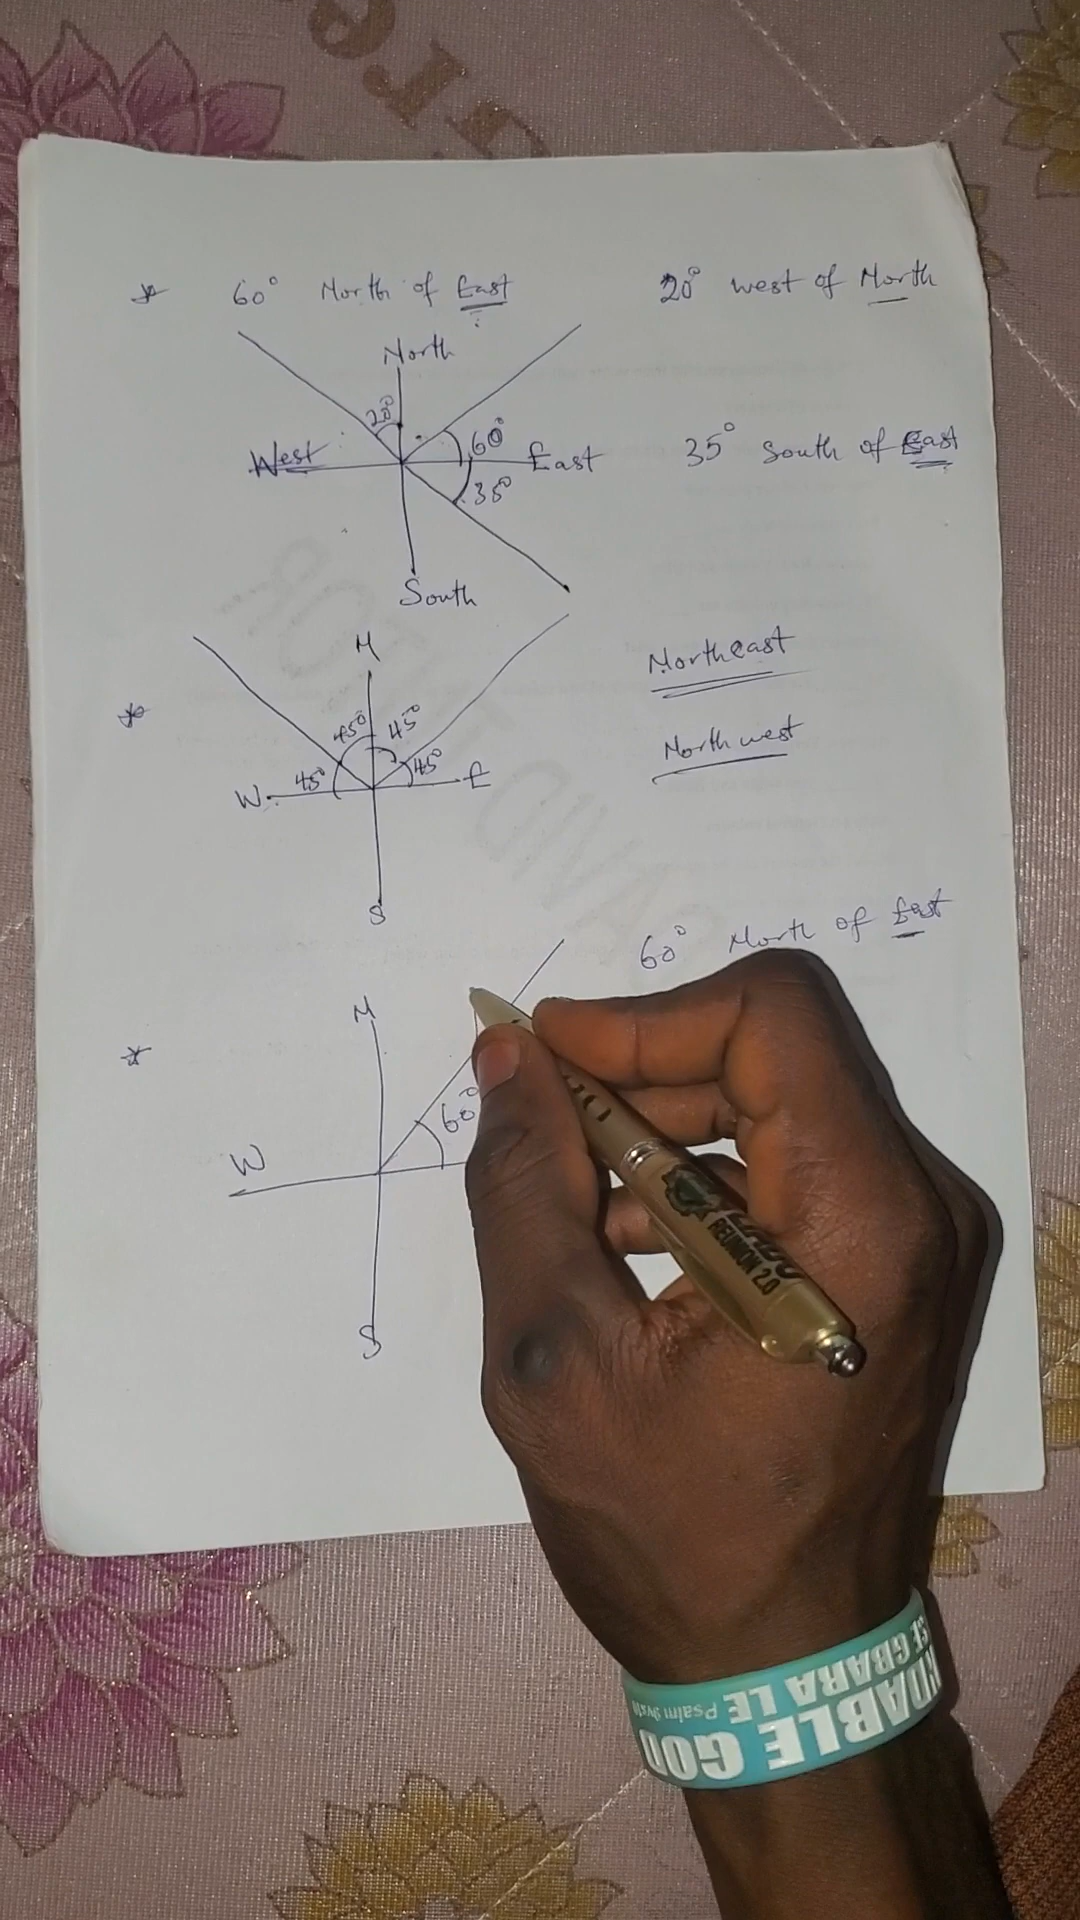 * 60° North of East 20° west of North
North
20°
60°
West East 35° South of East
35°
South
N Northeast
* 45° 45° North west
45° 45°
W E
S
60° North of East
N
*
60°
W
S
REUNION 2.0
SE GBARA LE
Psalm
DABLE GOD